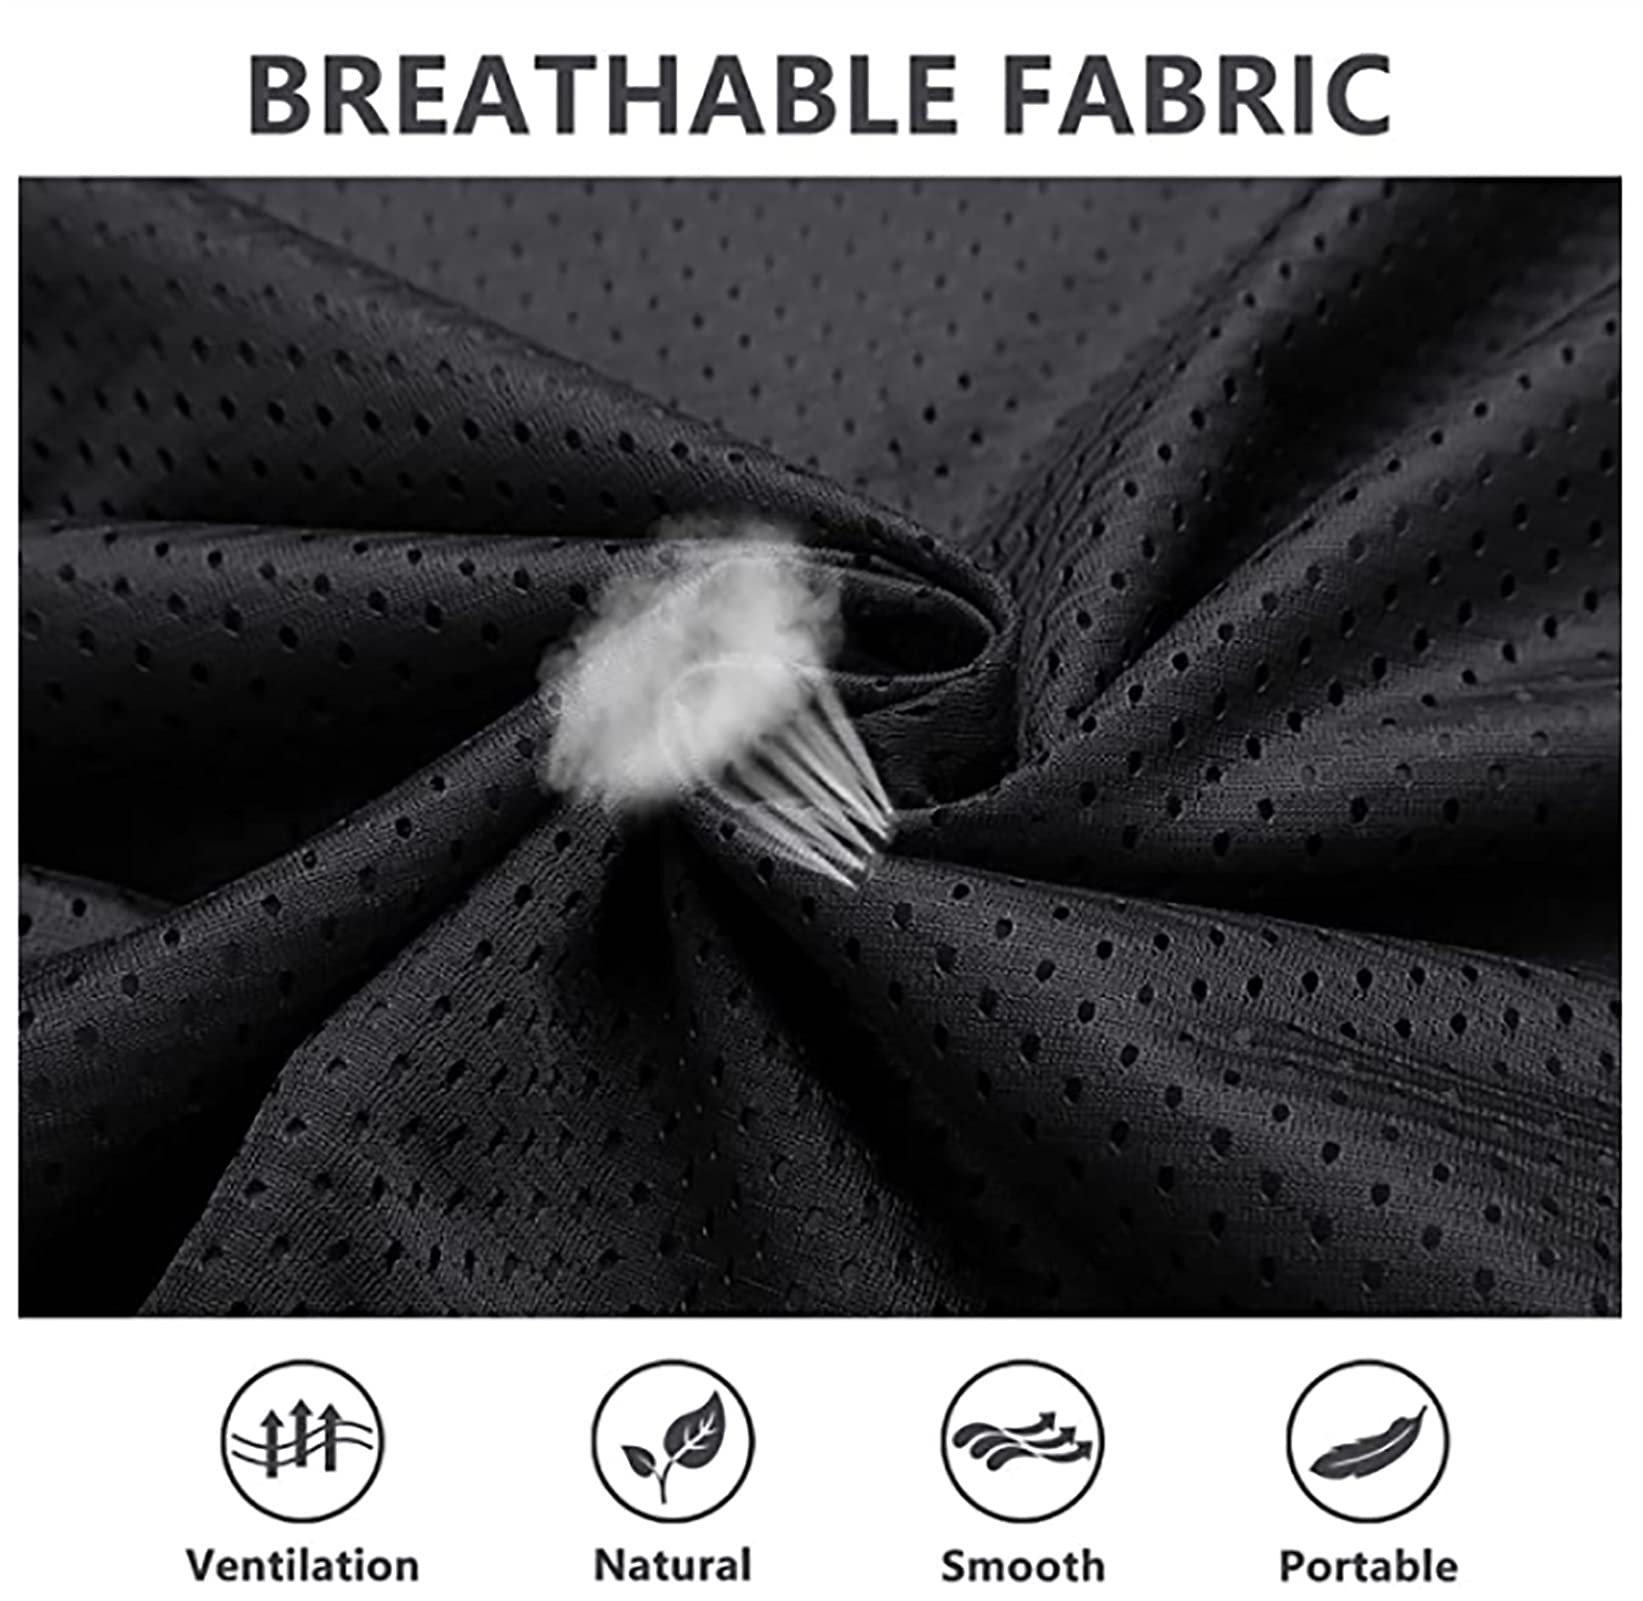 BREATHABLE FABRIC
Ventilation
Natural
Smooth
Portable